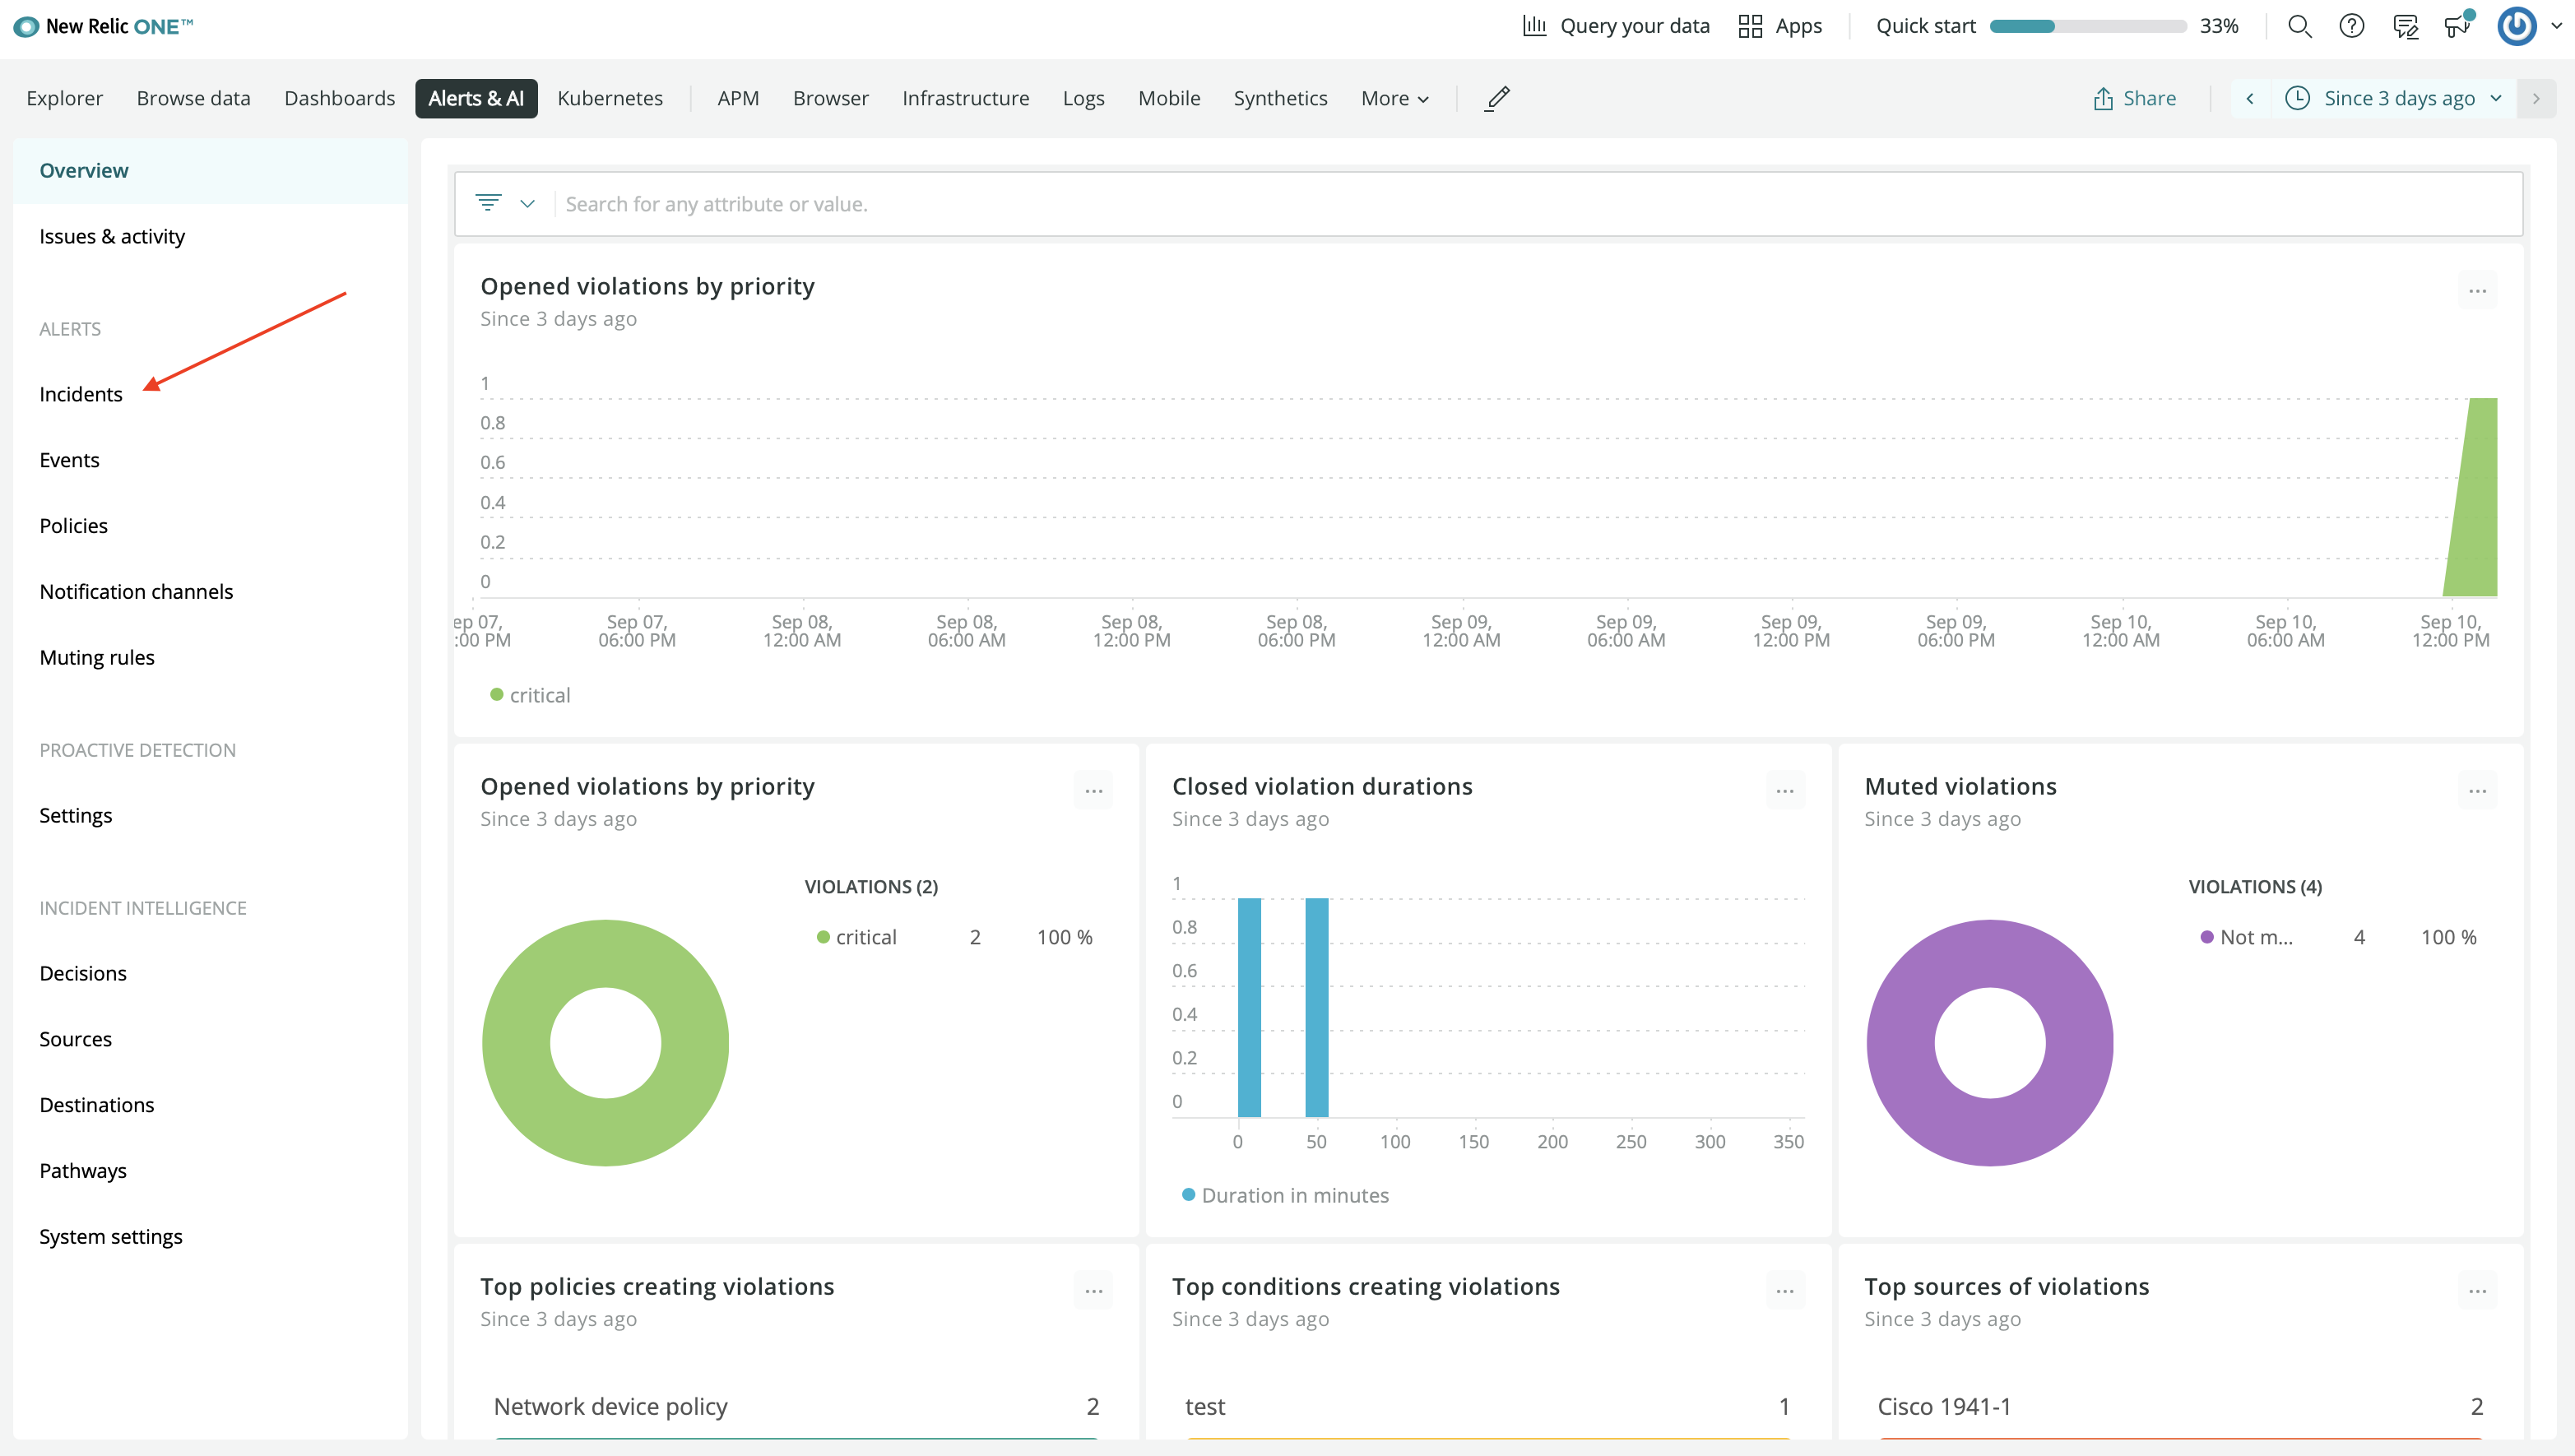 New Relic ONE™
Query your data
Apps
Quick start
33%
Explorer
Browse data
Dashboards
Alerts & AI
Kubernetes
APM
Browser
Infrastructure
Logs
Mobile
Synthetics
More
Share
Since 3 days ago
Overview
Issues & activity
ALERTS
Incidents
Events
Policies
Notification channels
Muting rules
PROACTIVE DETECTION
Settings
INCIDENT INTELLIGENCE
Decisions
Sources
Destinations
Pathways
System settings
Search for any attribute or value.
Opened violations by priority
...
Since 3 days ago
1
0.8
0.6
0.4
0.2
0
ep 07,
:00 PM
Sep 07,
06:00 PM
Sep 08,
12:00 AM
Sep 08,
06:00 AM
Sep 08,
12:00 PM
Sep 08,
06:00 PM
Sep 09,
12:00 AM
Sep 09,
06:00 AM
Sep 09,
12:00 PM
Sep 09,
06:00 PM
Sep 10,
12:00 AM
Sep 10,
06:00 AM
Sep 10,
12:00 PM
critical
Opened violations by priority
...
Since 3 days ago
VIOLATIONS (2)
critical 2 100 %
Closed violation durations
...
Since 3 days ago
1
0.8
0.6
0.4
0.2
0
0 50 100 150 200 250 300 350
Duration in minutes
Muted violations
...
Since 3 days ago
VIOLATIONS (4)
Not m... 4 100 %
Top policies creating violations
...
Since 3 days ago
Network device policy 2
Top conditions creating violations
...
Since 3 days ago
test 1
Top sources of violations
...
Since 3 days ago
Cisco 1941-1 2